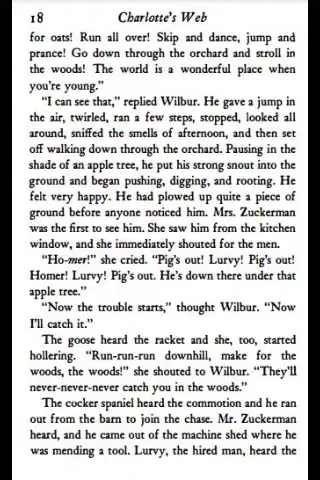 18 Charlotte's Web
for oats! Run all over! Skip and dance, jump and
prance! Go down through the orchard and stroll in
the woods! The world is a wonderful place when
you're young."
"I can see that," replied Wilbur. He gave a jump in
the air, twirled, ran a few steps, stopped, looked all
around, sniffed the smells of afternoon, and then set
off walking down through the orchard. Pausing in the
shade of an apple tree, he put his strong snout into the
ground and began pushing, digging, and rooting. He
felt very happy. He had plowed up quite a piece of
ground before anyone noticed him. Mrs. Zuckerman
was the first to see him. She saw him from the kitchen
window, and she immediately shouted for the men.
"Ho-mer!" she cried. "Pig's out! Lurvy! Pig's out!
Homer! Lurvy! Pig's out. He's down there under that
apple tree."
"Now the trouble starts," thought Wilbur. "Now
I'll catch it."
The goose heard the racket and she, too, started
hollering. "Run-run-run downhill, make for the
woods, the woods!" she shouted to Wilbur. "They'll
never-never-never catch you in the woods."
The cocker spaniel heard the commotion and he ran
out from the barn to join the chase. Mr. Zuckerman
heard, and he came out of the machine shed where he
was mending a tool. Lurvy, the hired man, heard the